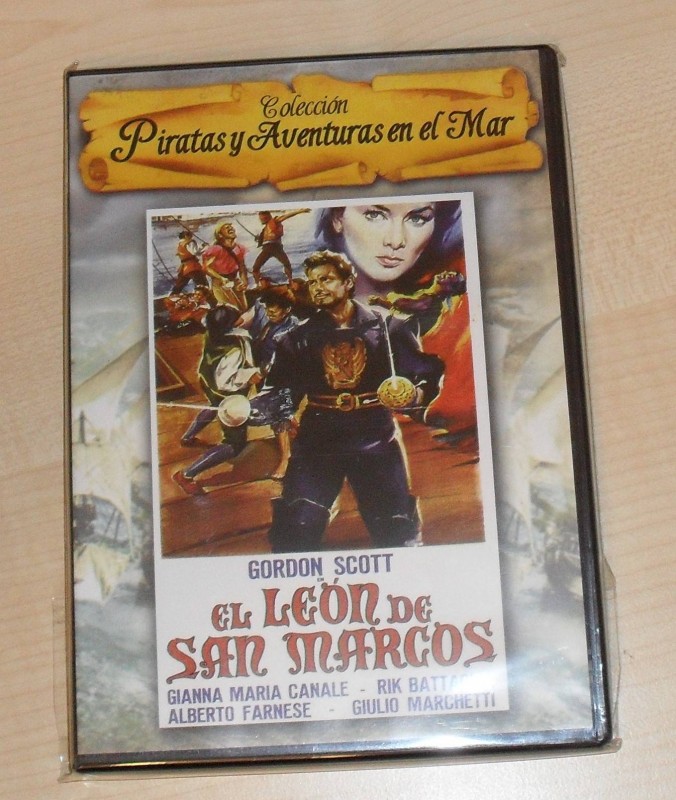 Colección
Piratas y Aventuras en el Mar
GORDON SCOTT
EN
EL LEÓN DE
SAN MARCOS
GIANNA MARIA CANALE - RIK
ALBERTO FARNESE - GIULIO MARCHETTI